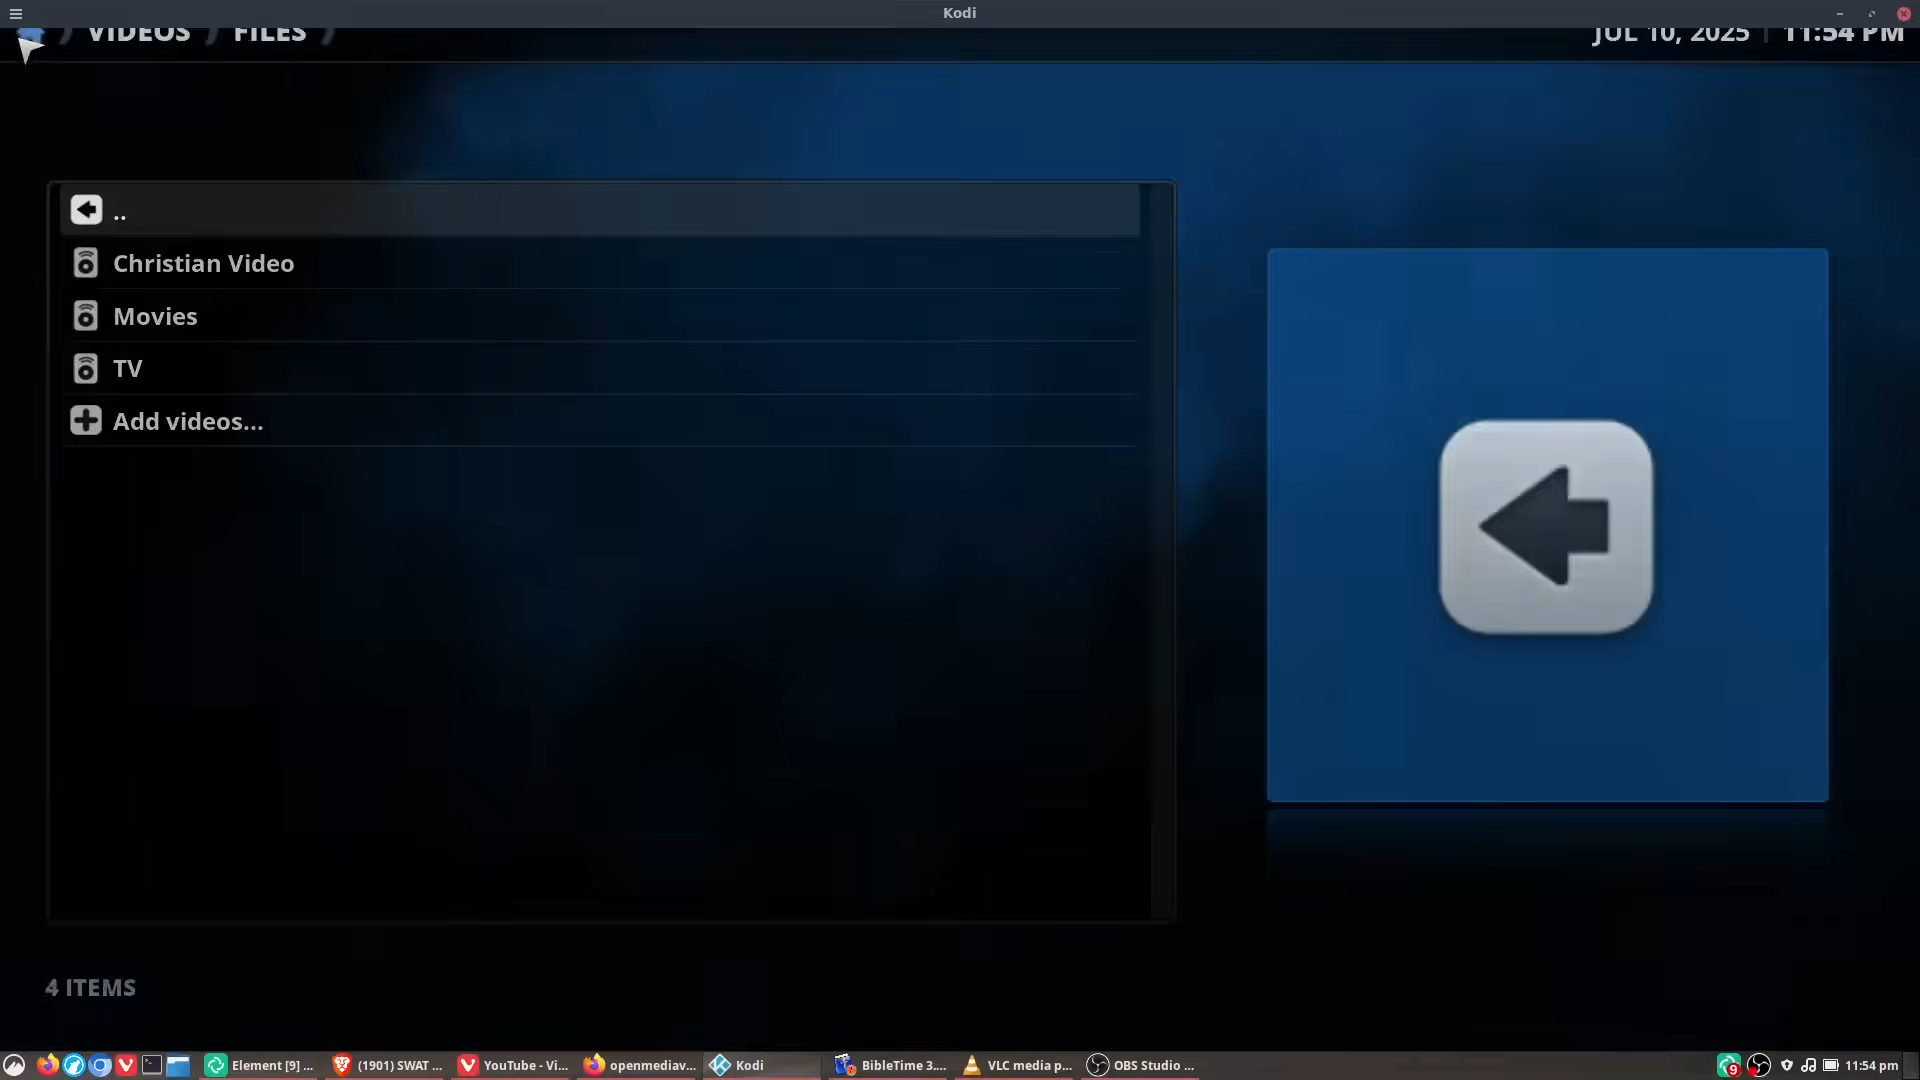 Kodi
VIDEOS FILES
JUL 10, 2025 11:54 PM
..
Christian Video
Movies
TV
Add videos...
4 ITEMS
Element [9] ...
(1901) SWAT ...
YouTube - Vi...
openmediav...
Kodi
BibleTime 3....
VLC media p...
OBS Studio ...
9
11:54 pm